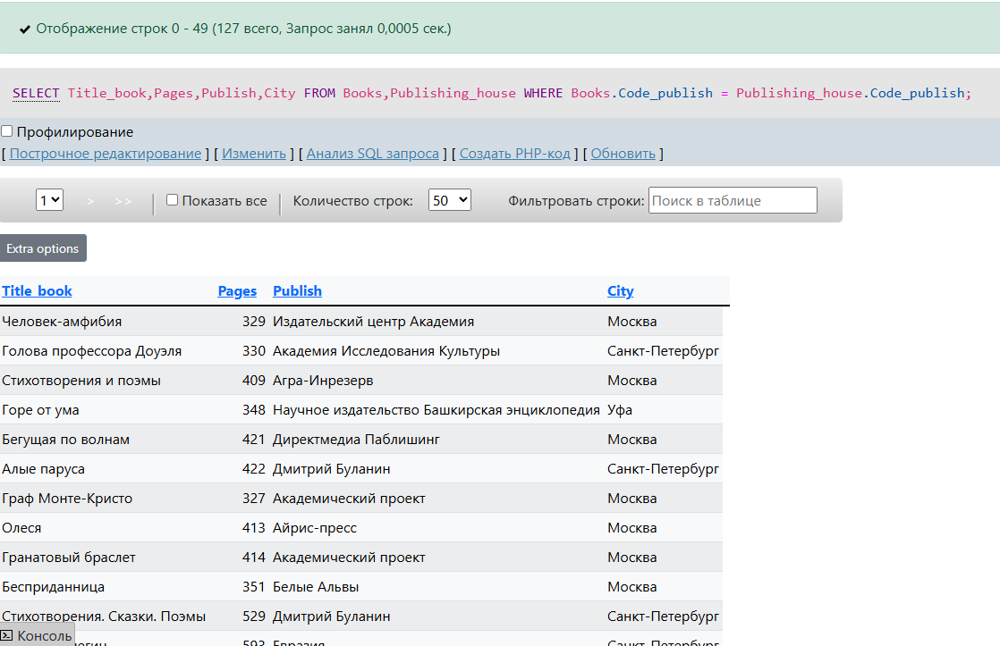 Отображение строк 0 - 49 (127 всего, Запрос занял 0,0005 сек.)
SELECT Title_book,Pages,Publish,City FROM Books,Publishing_house WHERE Books.Code_publish = Publishing_house.Code_publish;
Профилирование
[ Построчное редактирование ] [ Изменить ] [ Анализ SQL запроса ] [ Создать PHP-код ] [ Обновить ]
1 > >> | Показать все | Количество строк: 50 Фильтровать строки: Поиск в таблице
Extra options
Title_book Pages Publish City
Человек-амфибия 329 Издательский центр Академия Москва
Голова профессора Доуэля 330 Академия Исследования Культуры Санкт-Петербург
Стихотворения и поэмы 409 Агра-Инрезерв Москва
Горе от ума 348 Научное издательство Башкирская энциклопедия Уфа
Бегущая по волнам 421 Директмедиа Паблишинг Москва
Алые паруса 422 Дмитрий Буланин Санкт-Петербург
Граф Монте-Кристо 327 Академический проект Москва
Олеся 413 Айрис-пресс Москва
Гранатовый браслет 414 Академический проект Москва
Бесприданница 351 Белые Альвы Москва
Стихотворения. Сказки. Поэмы 529 Дмитрий Буланин Санкт-Петербург
Консоль 593 Евразия Санкт-Петербург